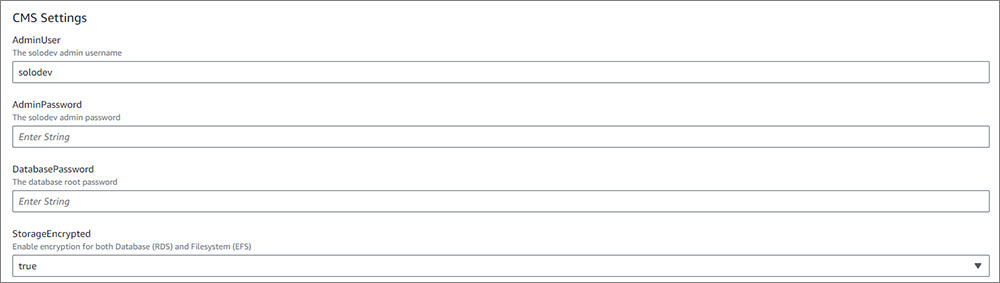 CMS Settings
AdminUser
The solodev admin username
solodev
AdminPassword
The solodev admin password
Enter String
DatabasePassword
The database root password
Enter String
StorageEncrypted
Enable encryption for both Database (RDS) and Filesystem (EFS)
true